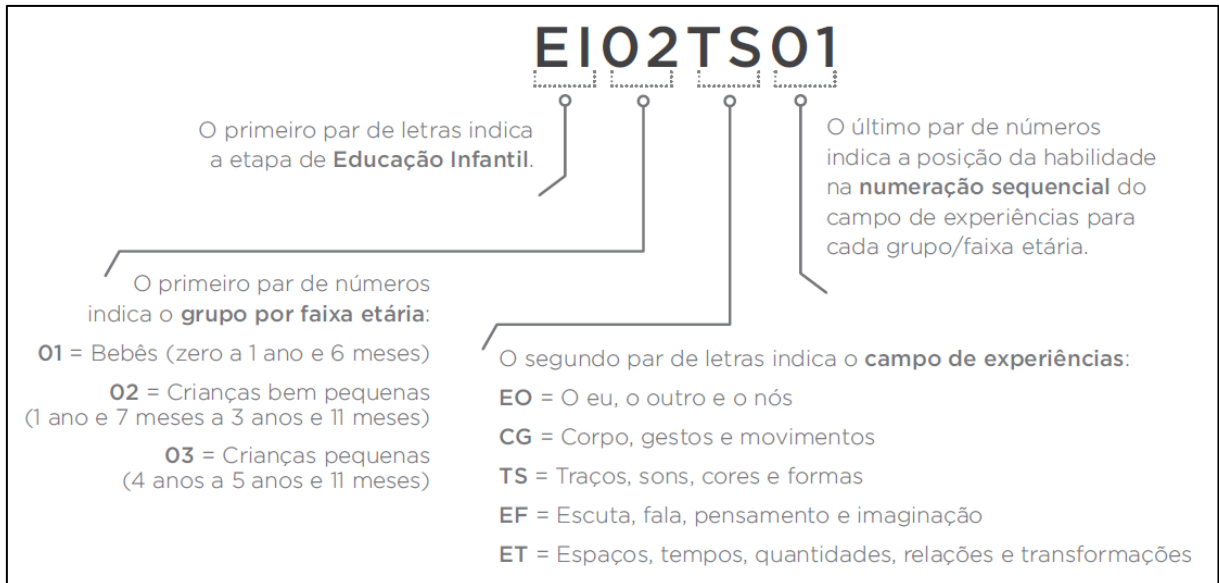 EI02TS01
O primeiro par de letras indica
a etapa de Educação Infantil.
O último par de números
indica a posição da habilidade
na numeração sequencial do
campo de experiências para
cada grupo/faixa etária.
O primeiro par de números
indica o grupo por faixa etária:
01 = Bebês (zero a 1 ano e 6 meses)
02 = Crianças bem pequenas
(1 ano e 7 meses a 3 anos e 11 meses)
03 = Crianças pequenas
(4 anos a 5 anos e 11 meses)
O segundo par de letras indica o campo de experiências:
EO = O eu, o outro e o nós
CG = Corpo, gestos e movimentos
TS = Traços, sons, cores e formas
EF = Escuta, fala, pensamento e imaginação
ET = Espaços, tempos, quantidades, relações e transformações